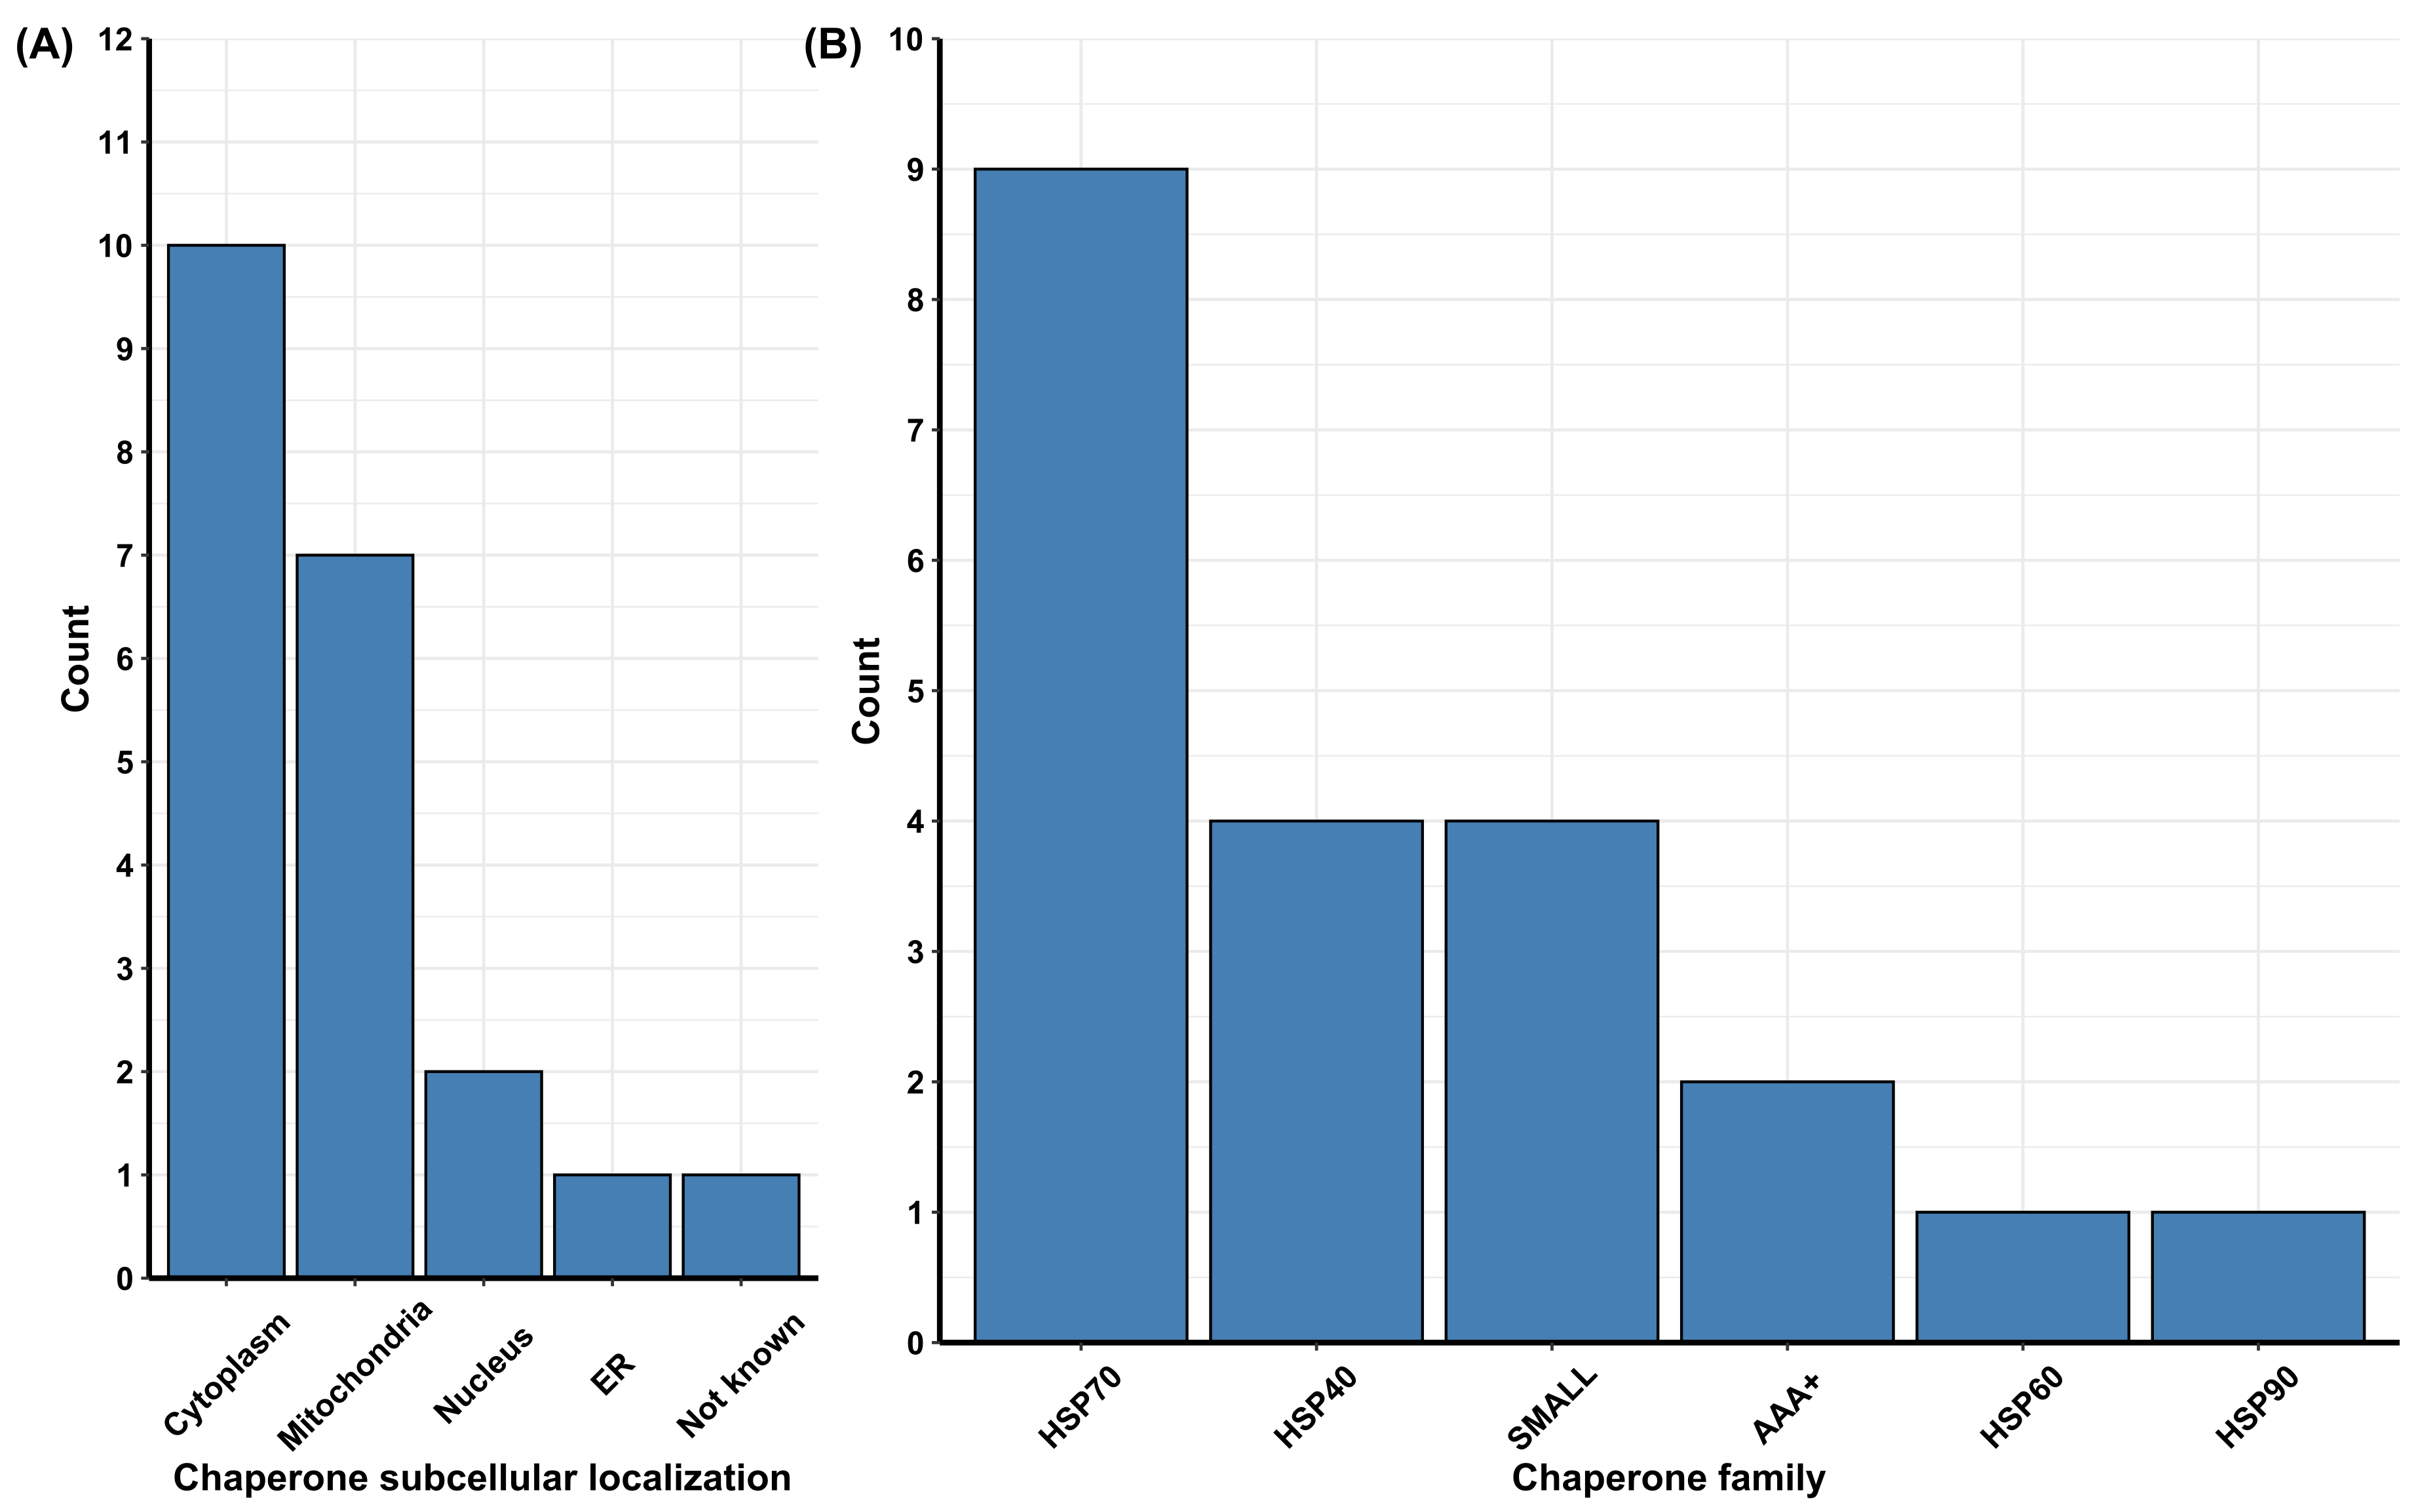 (A)
12
11
10
9
8
7
6
5
4
3
2
1
0
Count
Cytoplasm
Mitochondria
Nucleus
ER
Not known
Chaperone subcellular localization
(B)
10
9
8
7
6
5
4
3
2
1
0
Count
HSP70
HSP40
SMALL
AAA+
HSP60
HSP90
Chaperone family